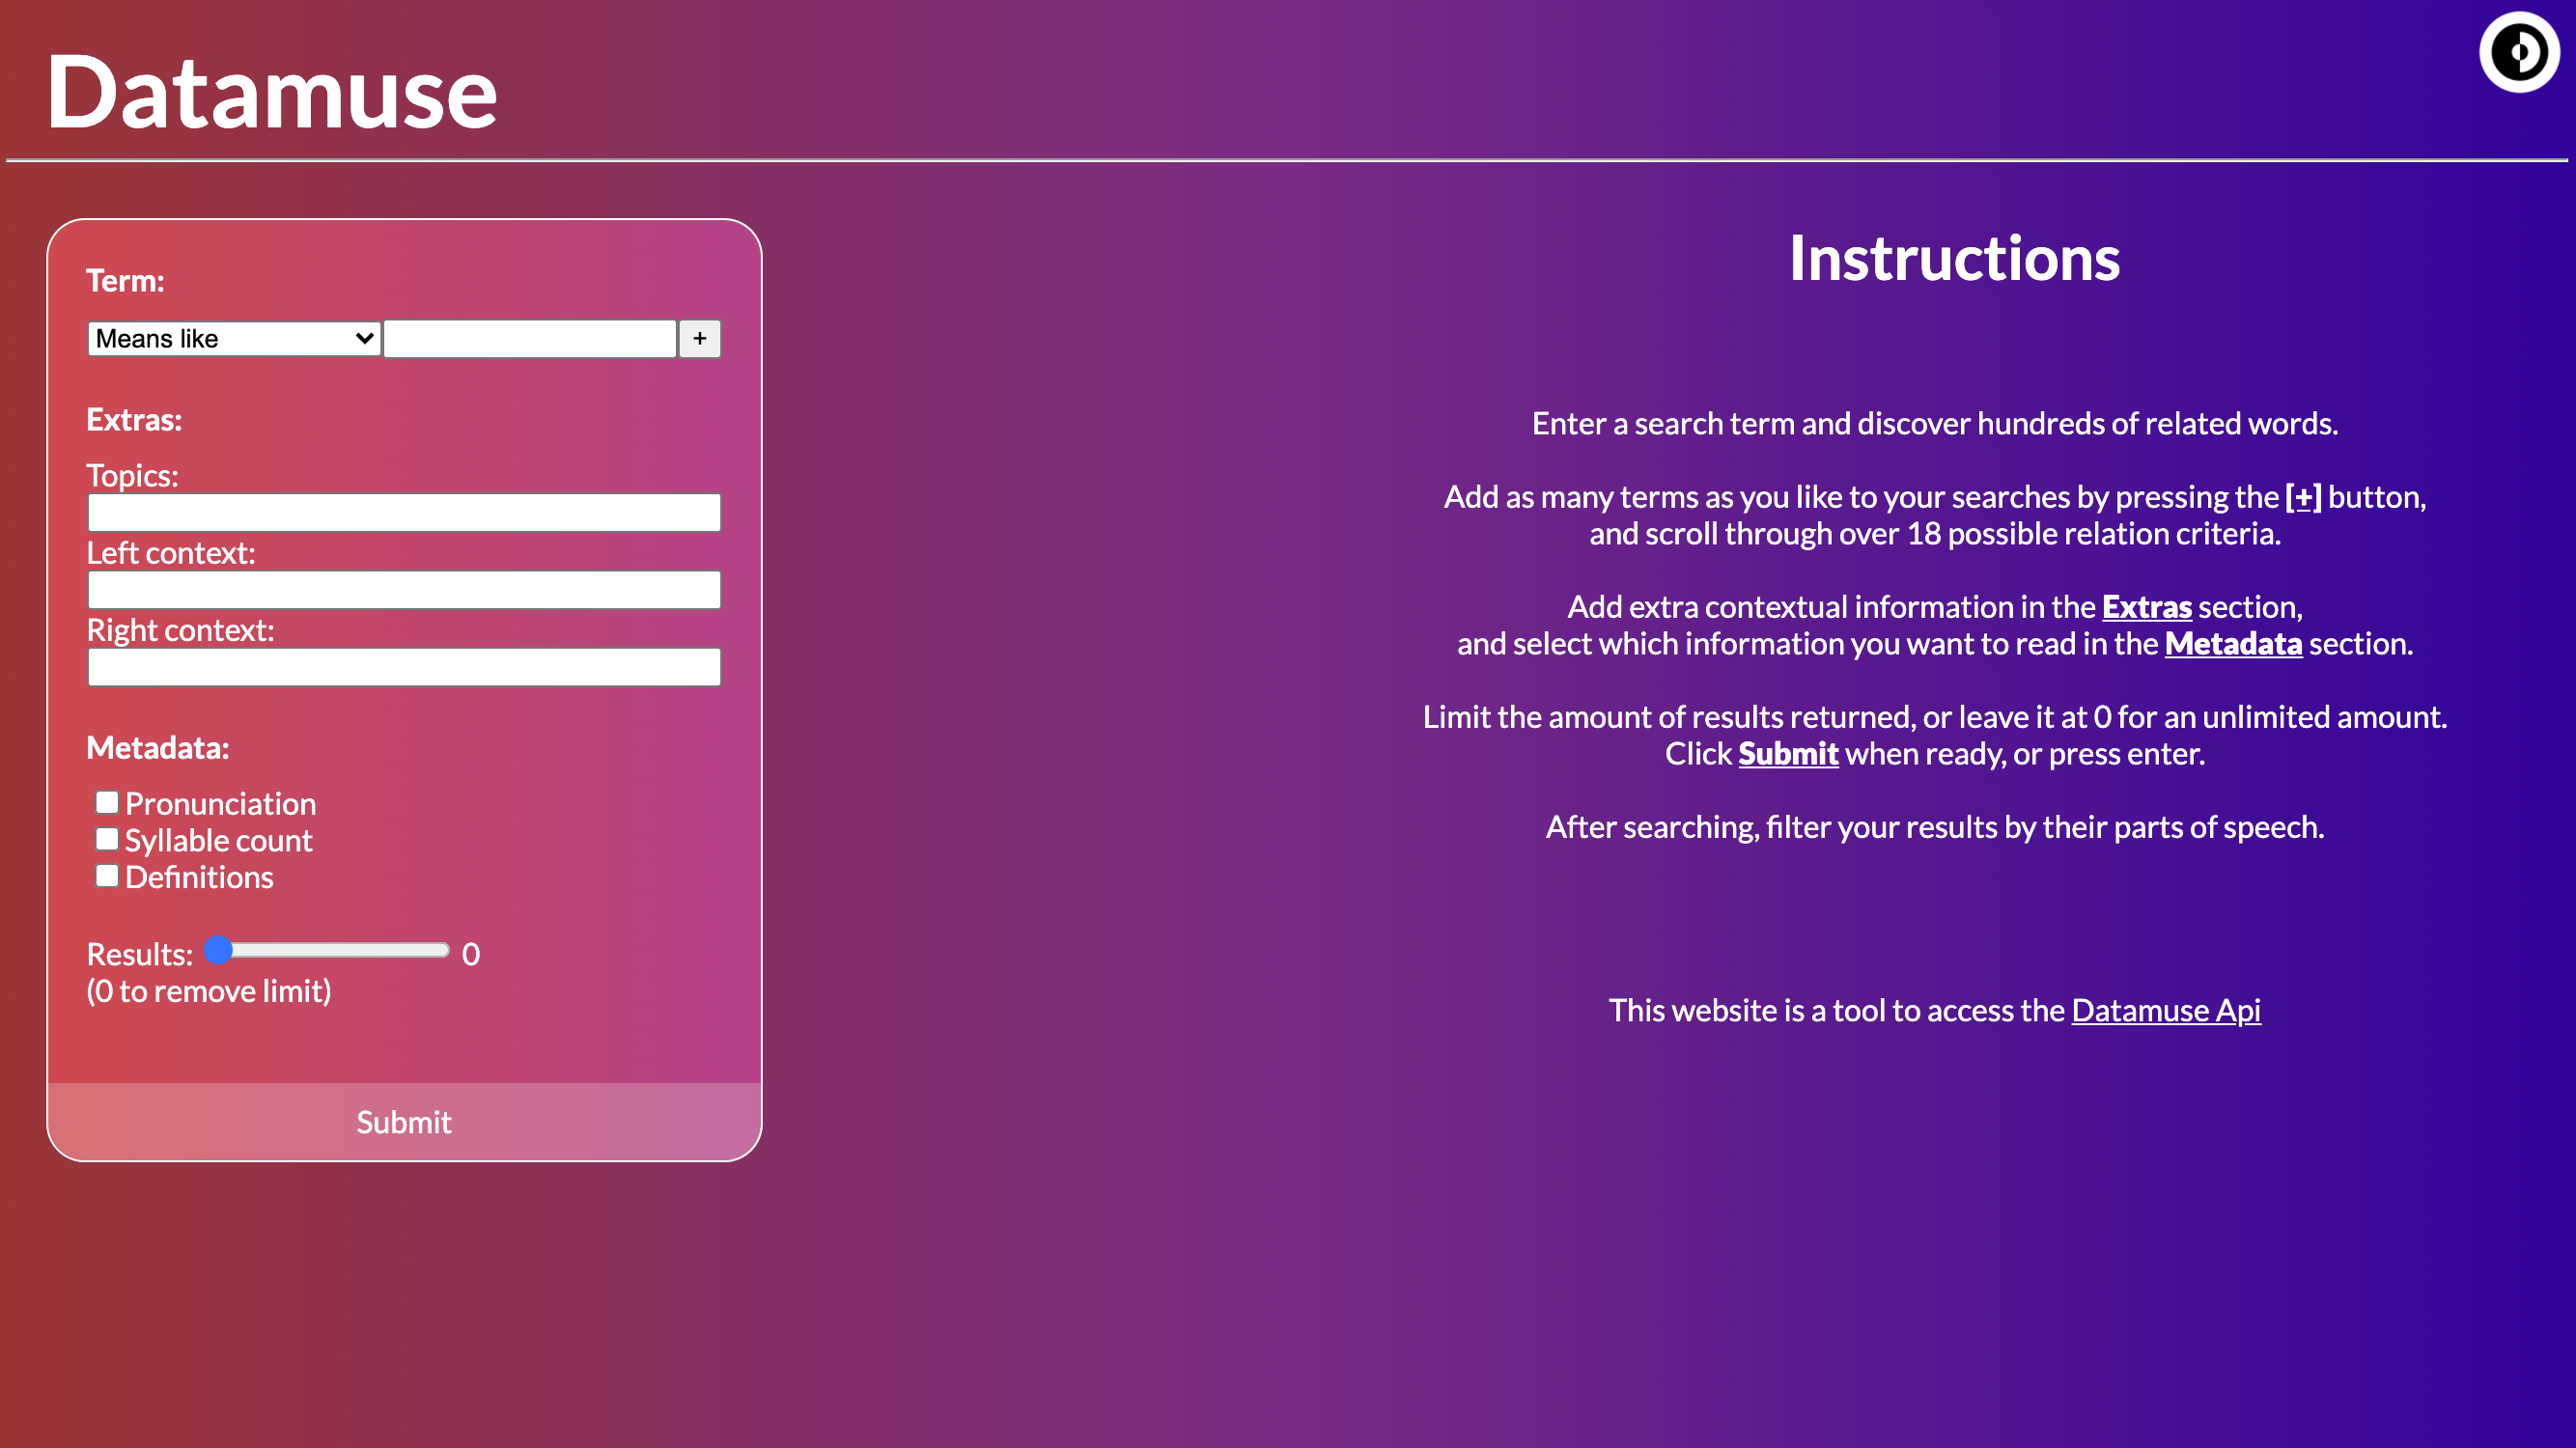 Datamuse
Term:
Means like
+
Extras:
Topics:
Left context:
Right context:
Metadata:
Pronunciation
Syllable count
Definitions
Results: 0
(0 to remove limit)
Submit
Instructions
Enter a search term and discover hundreds of related words.
Add as many terms as you like to your searches by pressing the [+] button,
and scroll through over 18 possible relation criteria.
Add extra contextual information in the Extras section,
and select which information you want to read in the Metadata section.
Limit the amount of results returned, or leave it at 0 for an unlimited amount.
Click Submit when ready, or press enter.
After searching, filter your results by their parts of speech.
This website is a tool to access the Datamuse Api